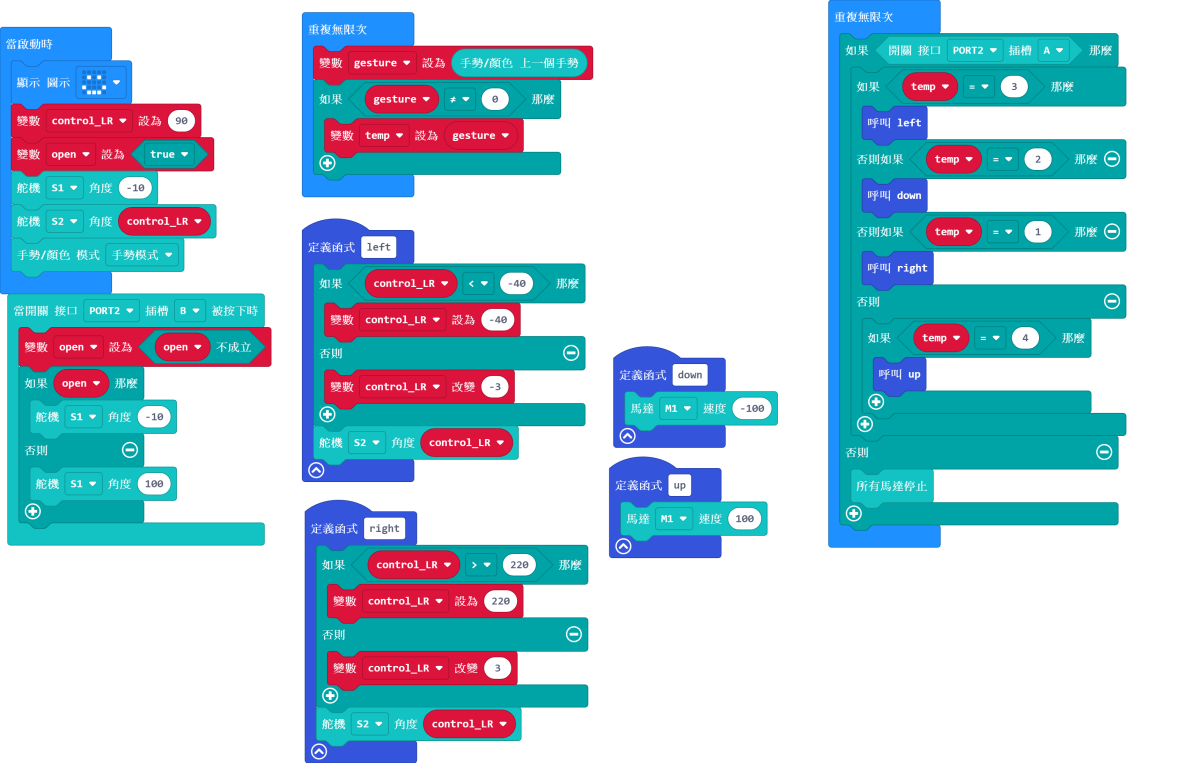 當啟動時
顯示 圖示
變數 control_LR 設為 90
變數 open 設為 true
舵機 S1 角度 -10
舵機 S2 角度 control_LR
手勢/顏色 模式 手勢模式
當開關 接口 PORT2 插槽 B 被按下時
變數 open 設為 open 不成立
如果 open 那麼
舵機 S1 角度 -10
否則
舵機 S1 角度 100
重複無限次
變數 gesture 設為 手勢/顏色 上一個手勢
如果 gesture ≠ 0 那麼
變數 temp 設為 gesture
定義函式 left
如果 control_LR < -40 那麼
變數 control_LR 設為 -40
否則
變數 control_LR 改變 -3
舵機 S2 角度 control_LR
定義函式 right
如果 control_LR > 220 那麼
變數 control_LR 設為 220
否則
變數 control_LR 改變 3
舵機 S2 角度 control_LR
定義函式 down
馬達 M1 速度 -100
定義函式 up
馬達 M1 速度 100
重複無限次
如果 開關 接口 PORT2 插槽 A 那麼
如果 temp = 3 那麼
呼叫 left
否則如果 temp = 2 那麼
呼叫 down
否則如果 temp = 1 那麼
呼叫 right
否則
如果 temp = 4 那麼
呼叫 up
否則
所有馬達停止